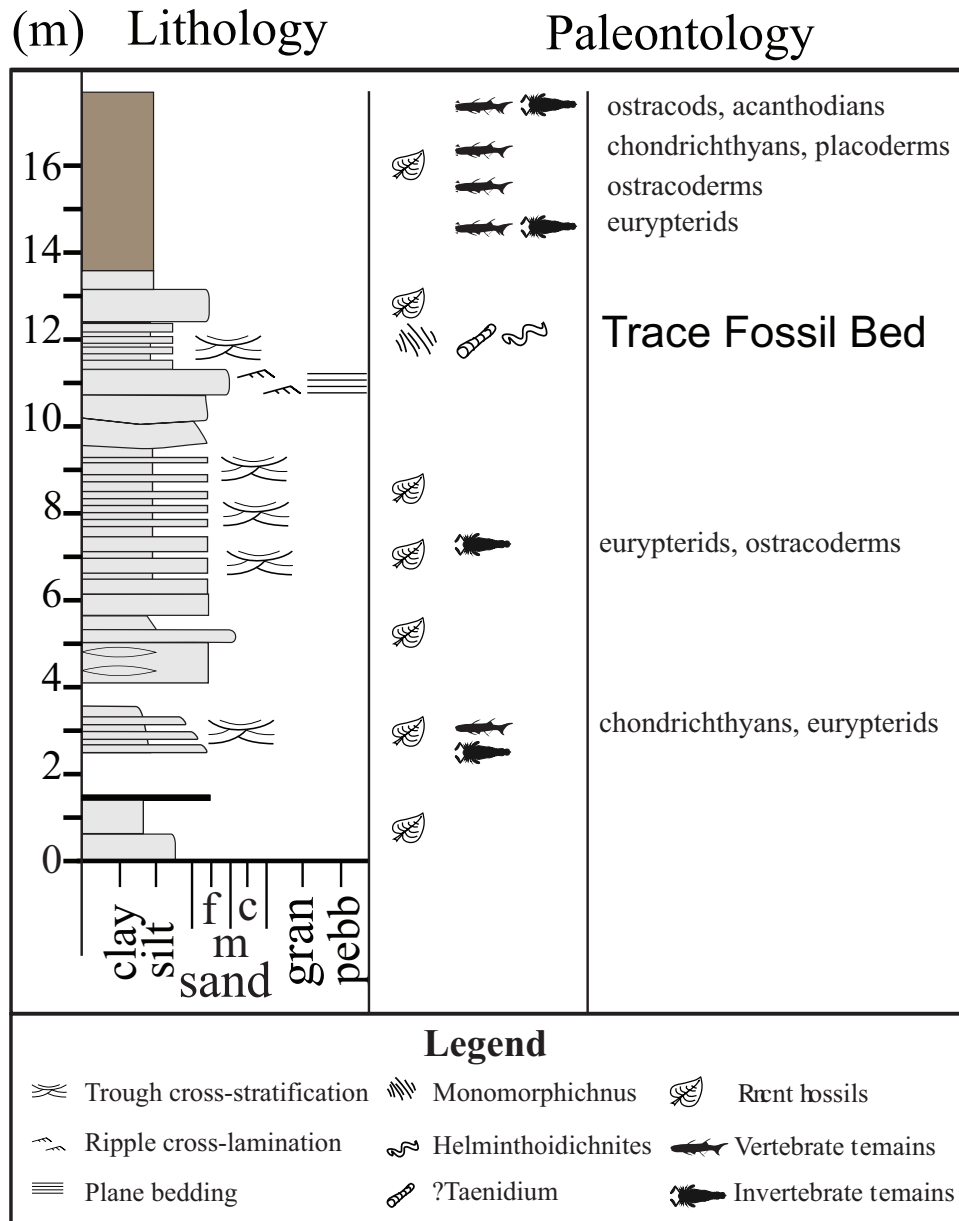 (m) Lithology Paleontology
ostracods, acanthodians
16 chondrichthyans, placoderms
ostracoderms
eurypterids
14
12 Trace Fossil Bed
10
8
eurypterids, ostracoderms
6
4
chondrichthyans, eurypterids
2
0
clay silt f m c sand gran pebb
Legend
Trough cross-stratification Monomorphichnus Rncnt hossils
Ripple cross-lamination Helminthoidichnites Vertebrate temains
Plane bedding ?Taenidium Invertebrate temains